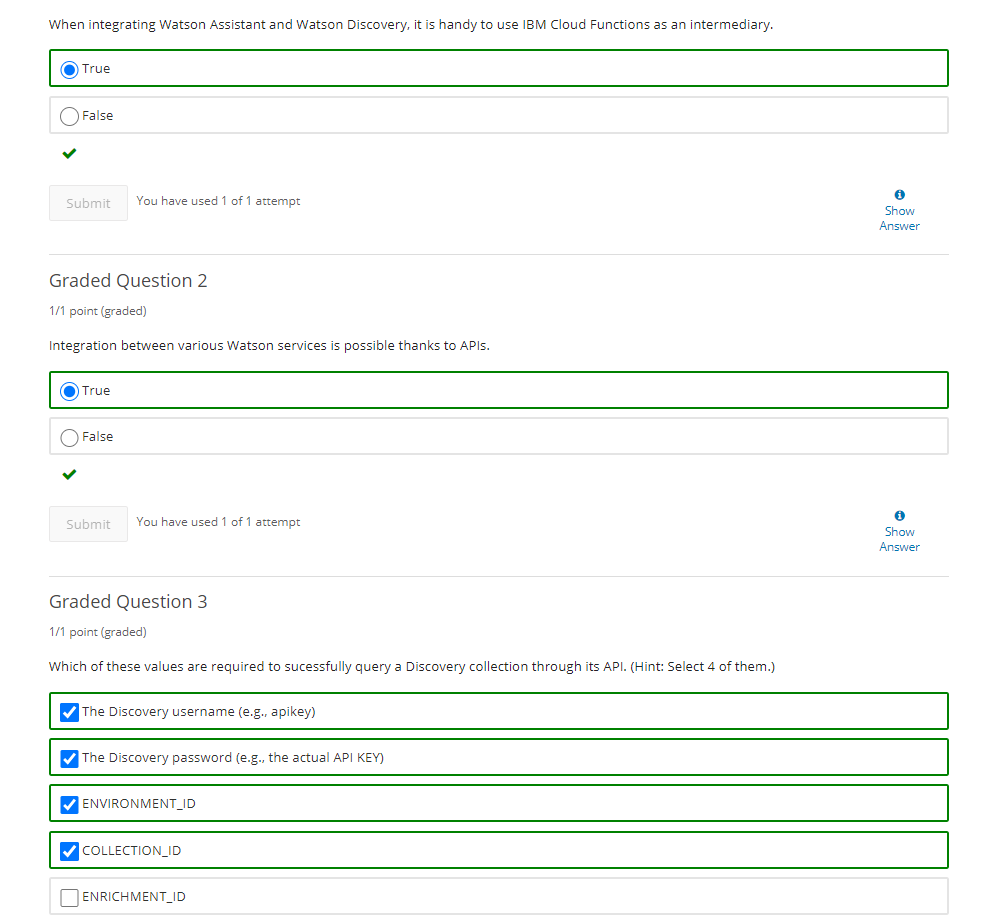 When integrating Watson Assistant and Watson Discovery, it is handy to use IBM Cloud Functions as an intermediary.
True
False
Submit
You have used 1 of 1 attempt
Show
Answer
Graded Question 2
1/1 point (graded)
Integration between various Watson services is possible thanks to APIs.
True
False
Submit
You have used 1 of 1 attempt
Show
Answer
Graded Question 3
1/1 point (graded)
Which of these values are required to sucessfully query a Discovery collection through its API. (Hint: Select 4 of them.)
The Discovery username (e.g., apikey)
The Discovery password (e.g., the actual API KEY)
ENVIRONMENT_ID
COLLECTION_ID
ENRICHMENT_ID